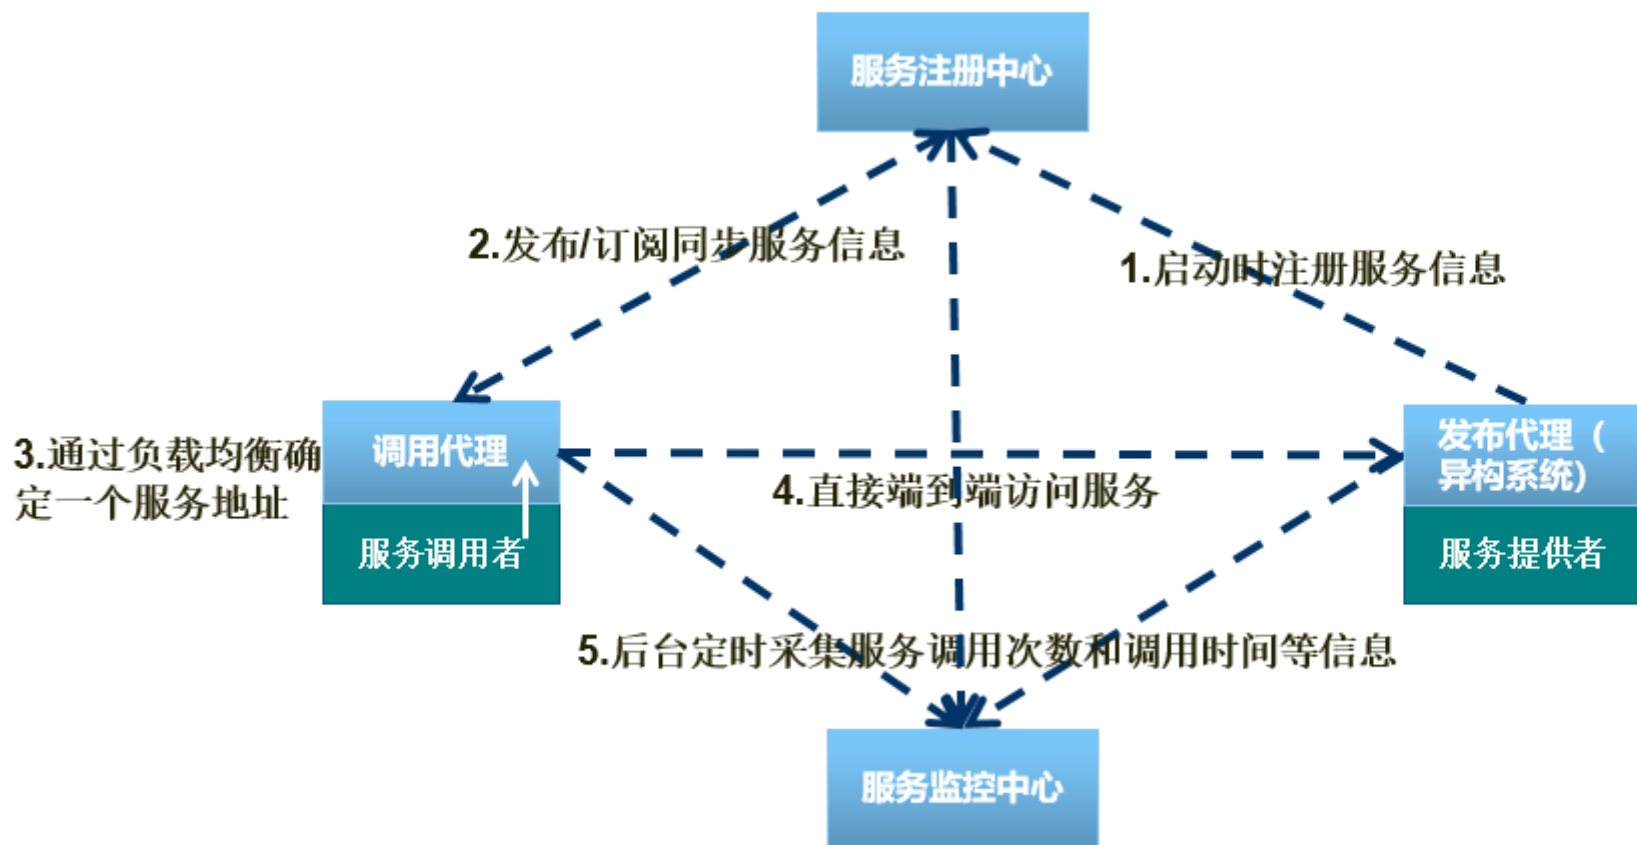 服务注册中心
2.发布/订阅同步服务信息
1.启动时注册服务信息
3.通过负载均衡确
定一个服务地址
调用代理
服务调用者
4.直接端到端访问服务
发布代理（
异构系统）
服务提供者
5.后台定时采集服务调用次数和调用时间等信息
服务监控中心